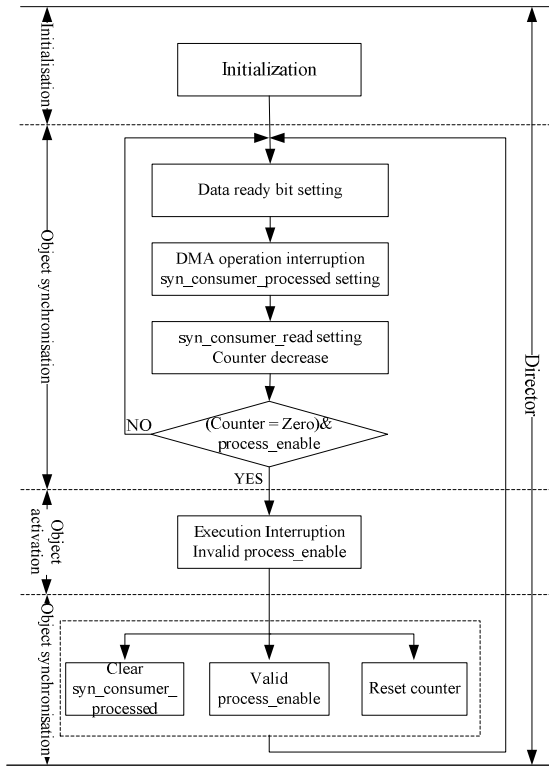 Initialisation
Initialization
Object synchronisation
Data ready bit setting
DMA operation interruption
syn_consumer_processed setting
syn_consumer_read setting
Counter decrease
Director
NO
(Counter = Zero)&
process_enable
YES
Object
activation
Execution Interruption
Invalid process_enable
Object synchronisation
Clear
syn_consumer_
processed
Valid
process_enable
Reset counter